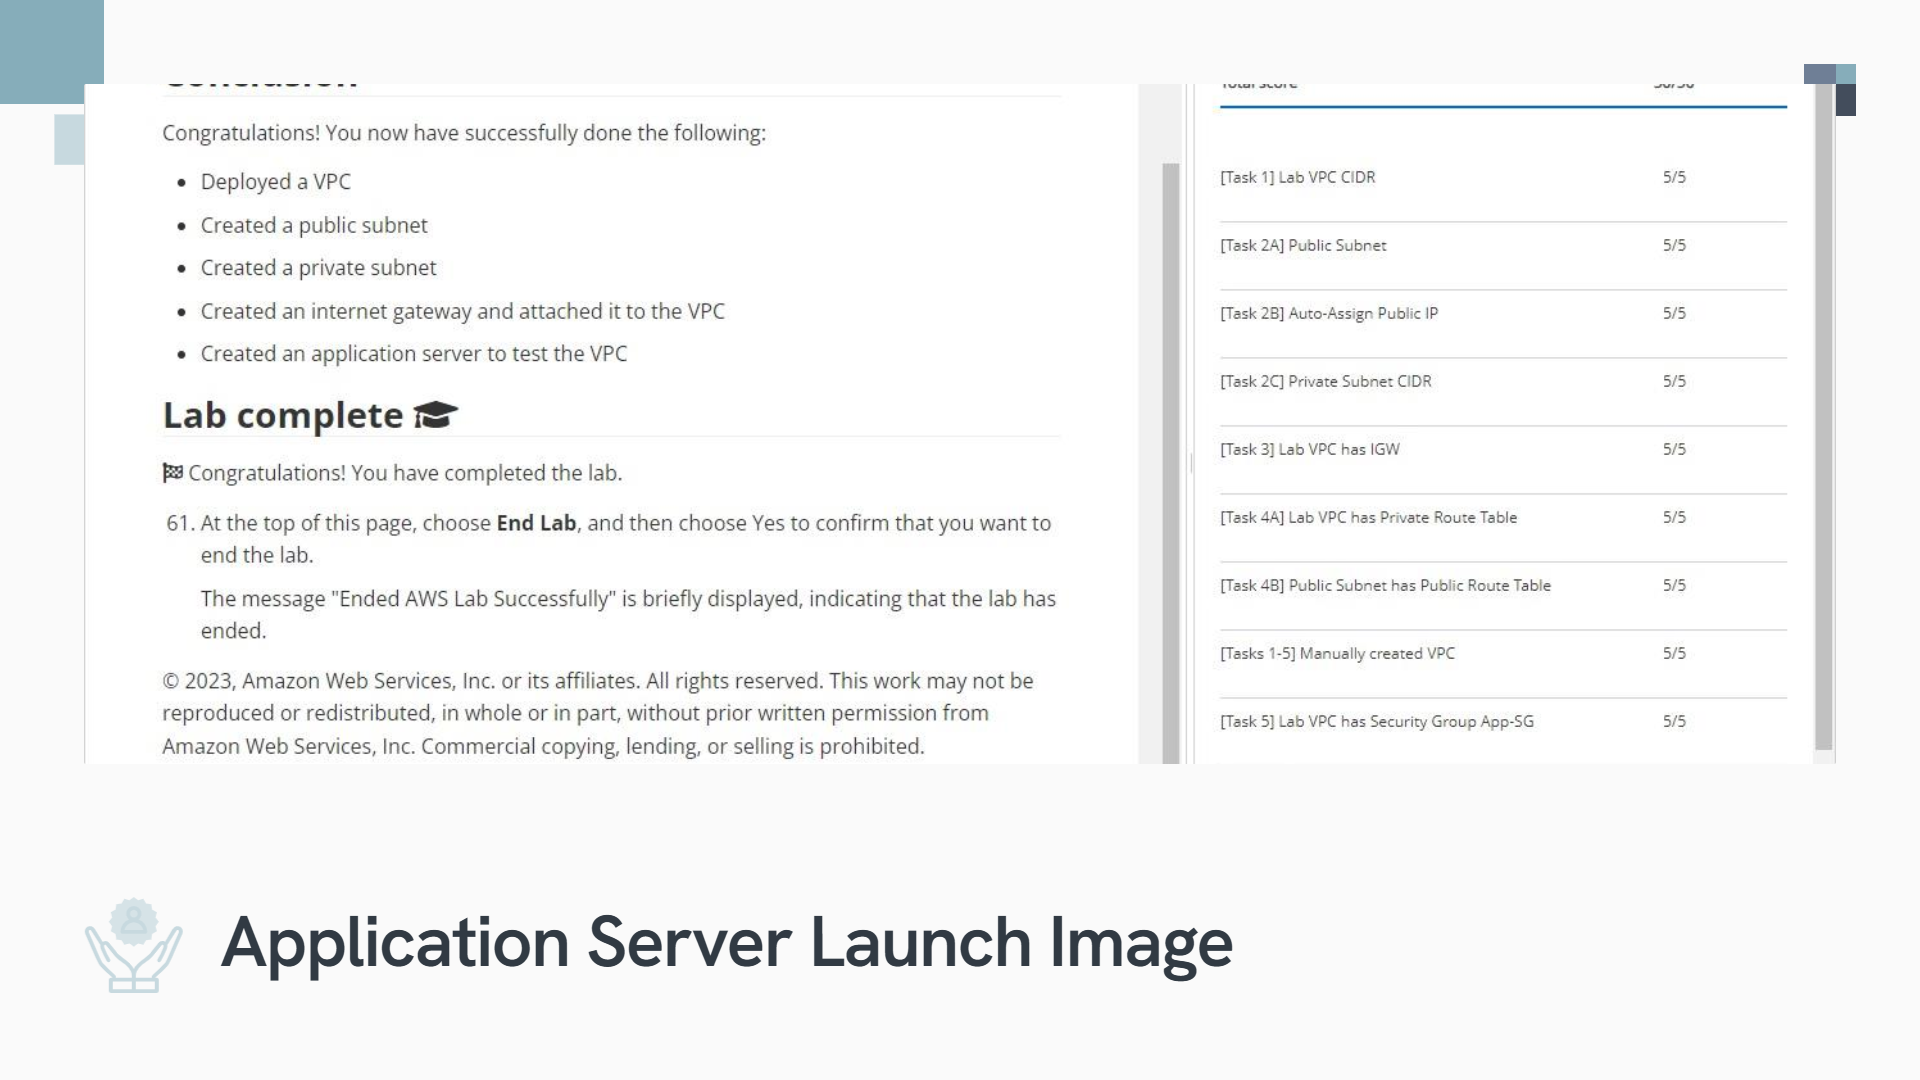 Conclusion
Congratulations! You now have successfully done the following:
• Deployed a VPC
• Created a public subnet
• Created a private subnet
• Created an internet gateway and attached it to the VPC
• Created an application server to test the VPC
Lab complete
Congratulations! You have completed the lab.
61. At the top of this page, choose End Lab, and then choose Yes to confirm that you want to
end the lab.
The message "Ended AWS Lab Successfully" is briefly displayed, indicating that the lab has
ended.
© 2023, Amazon Web Services, Inc. or its affiliates. All rights reserved. This work may not be
reproduced or redistributed, in whole or in part, without prior written permission from
Amazon Web Services, Inc. Commercial copying, lending, or selling is prohibited.
Total score
[Task 1] Lab VPC CIDR 5/5
[Task 2A] Public Subnet 5/5
[Task 2B] Auto-Assign Public IP 5/5
[Task 2C] Private Subnet CIDR 5/5
[Task 3] Lab VPC has IGW 5/5
[Task 4A] Lab VPC has Private Route Table 5/5
[Task 4B] Public Subnet has Public Route Table 5/5
[Tasks 1-5] Manually created VPC 5/5
[Task 5] Lab VPC has Security Group App-SG 5/5
Application Server Launch Image